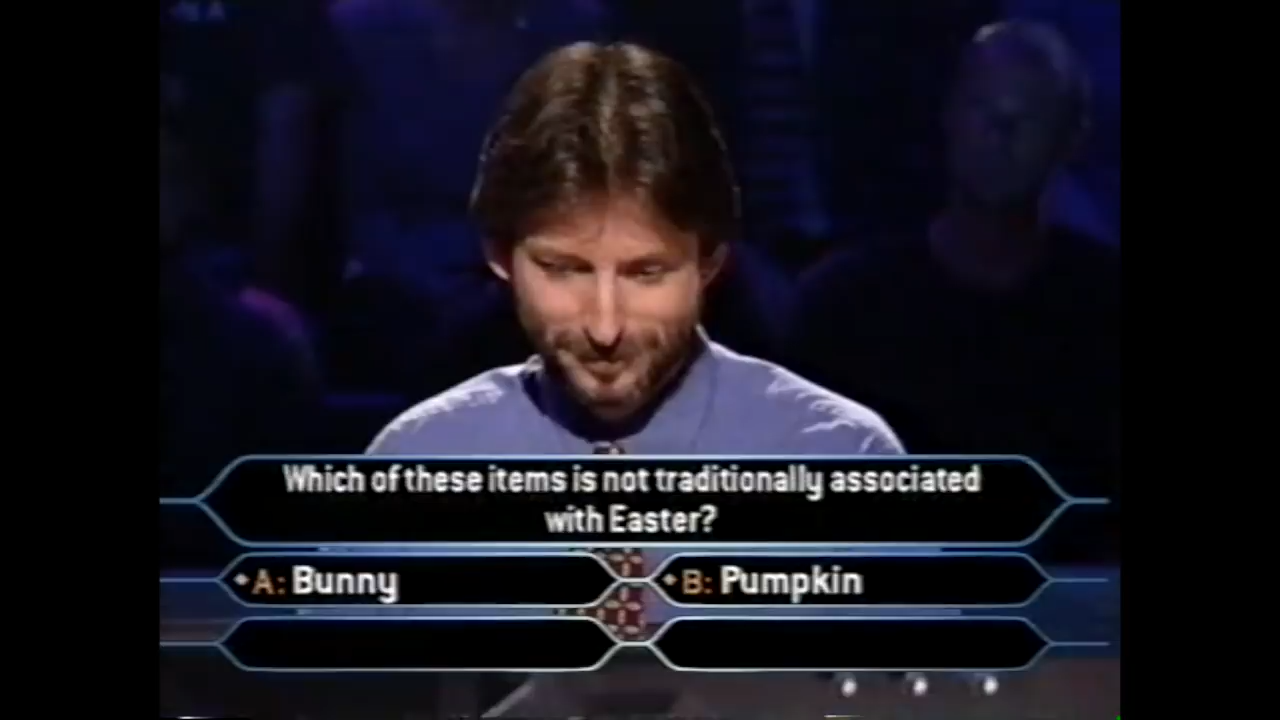 Which of these items is not traditionally associated
with Easter?
A: Bunny
B: Pumpkin